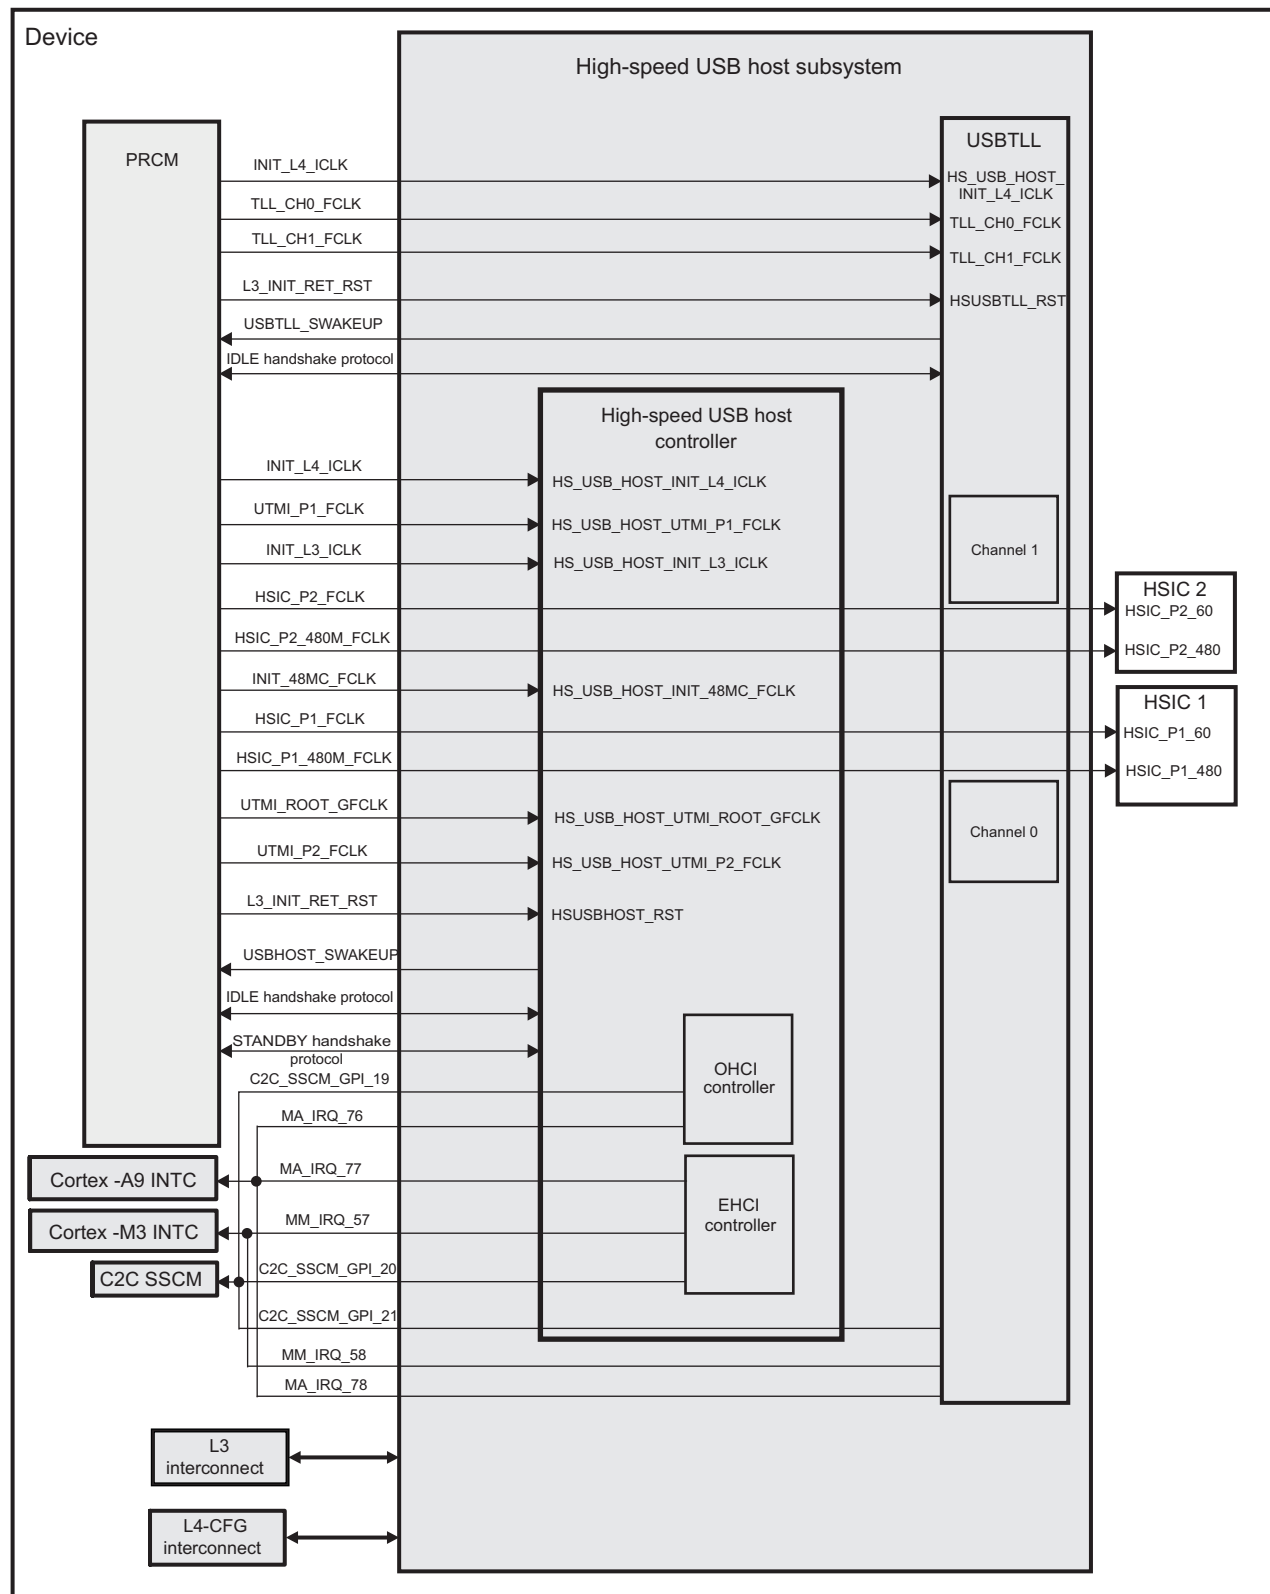 Device
High-speed USB host subsystem
PRCM
USBTLL
INIT_L4_ICLK
HS_USB_HOST_
INIT_L4_ICLK
TLL_CH0_FCLK
TLL_CH0_FCLK
TLL_CH1_FCLK
TLL_CH1_FCLK
L3_INIT_RET_RST
HSUSBTLL_RST
USBTLL_SWAKEUP
IDLE handshake protocol
High-speed USB host
controller
INIT_L4_ICLK
HS_USB_HOST_INIT_L4_ICLK
UTMI_P1_FCLK
HS_USB_HOST_UTMI_P1_FCLK
INIT_L3_ICLK
HS_USB_HOST_INIT_L3_ICLK
Channel 1
HSIC_P2_FCLK
HSIC 2
HSIC_P2_60
HSIC_P2_480M_FCLK
HSIC_P2_480
INIT_48MC_FCLK
HS_USB_HOST_INIT_48MC_FCLK
HSIC 1
HSIC_P1_FCLK
HSIC_P1_60
HSIC_P1_480M_FCLK
HSIC_P1_480
UTMI_ROOT_GFCLK
HS_USB_HOST_UTMI_ROOT_GFCLK
Channel 0
UTMI_P2_FCLK
HS_USB_HOST_UTMI_P2_FCLK
L3_INIT_RET_RST
HSUSBHOST_RST
USBHOST_SWAKEUP
IDLE handshake protocol
STANDBY handshake
protocol
OHCI
controller
C2C_SSCM_GPI_19
MA_IRQ_76
Cortex -A9 INTC
MA_IRQ_77
EHCI
controller
Cortex -M3 INTC
MM_IRQ_57
C2C SSCM
C2C_SSCM_GPI_20
C2C_SSCM_GPI_21
MM_IRQ_58
MA_IRQ_78
L3
interconnect
L4-CFG
interconnect